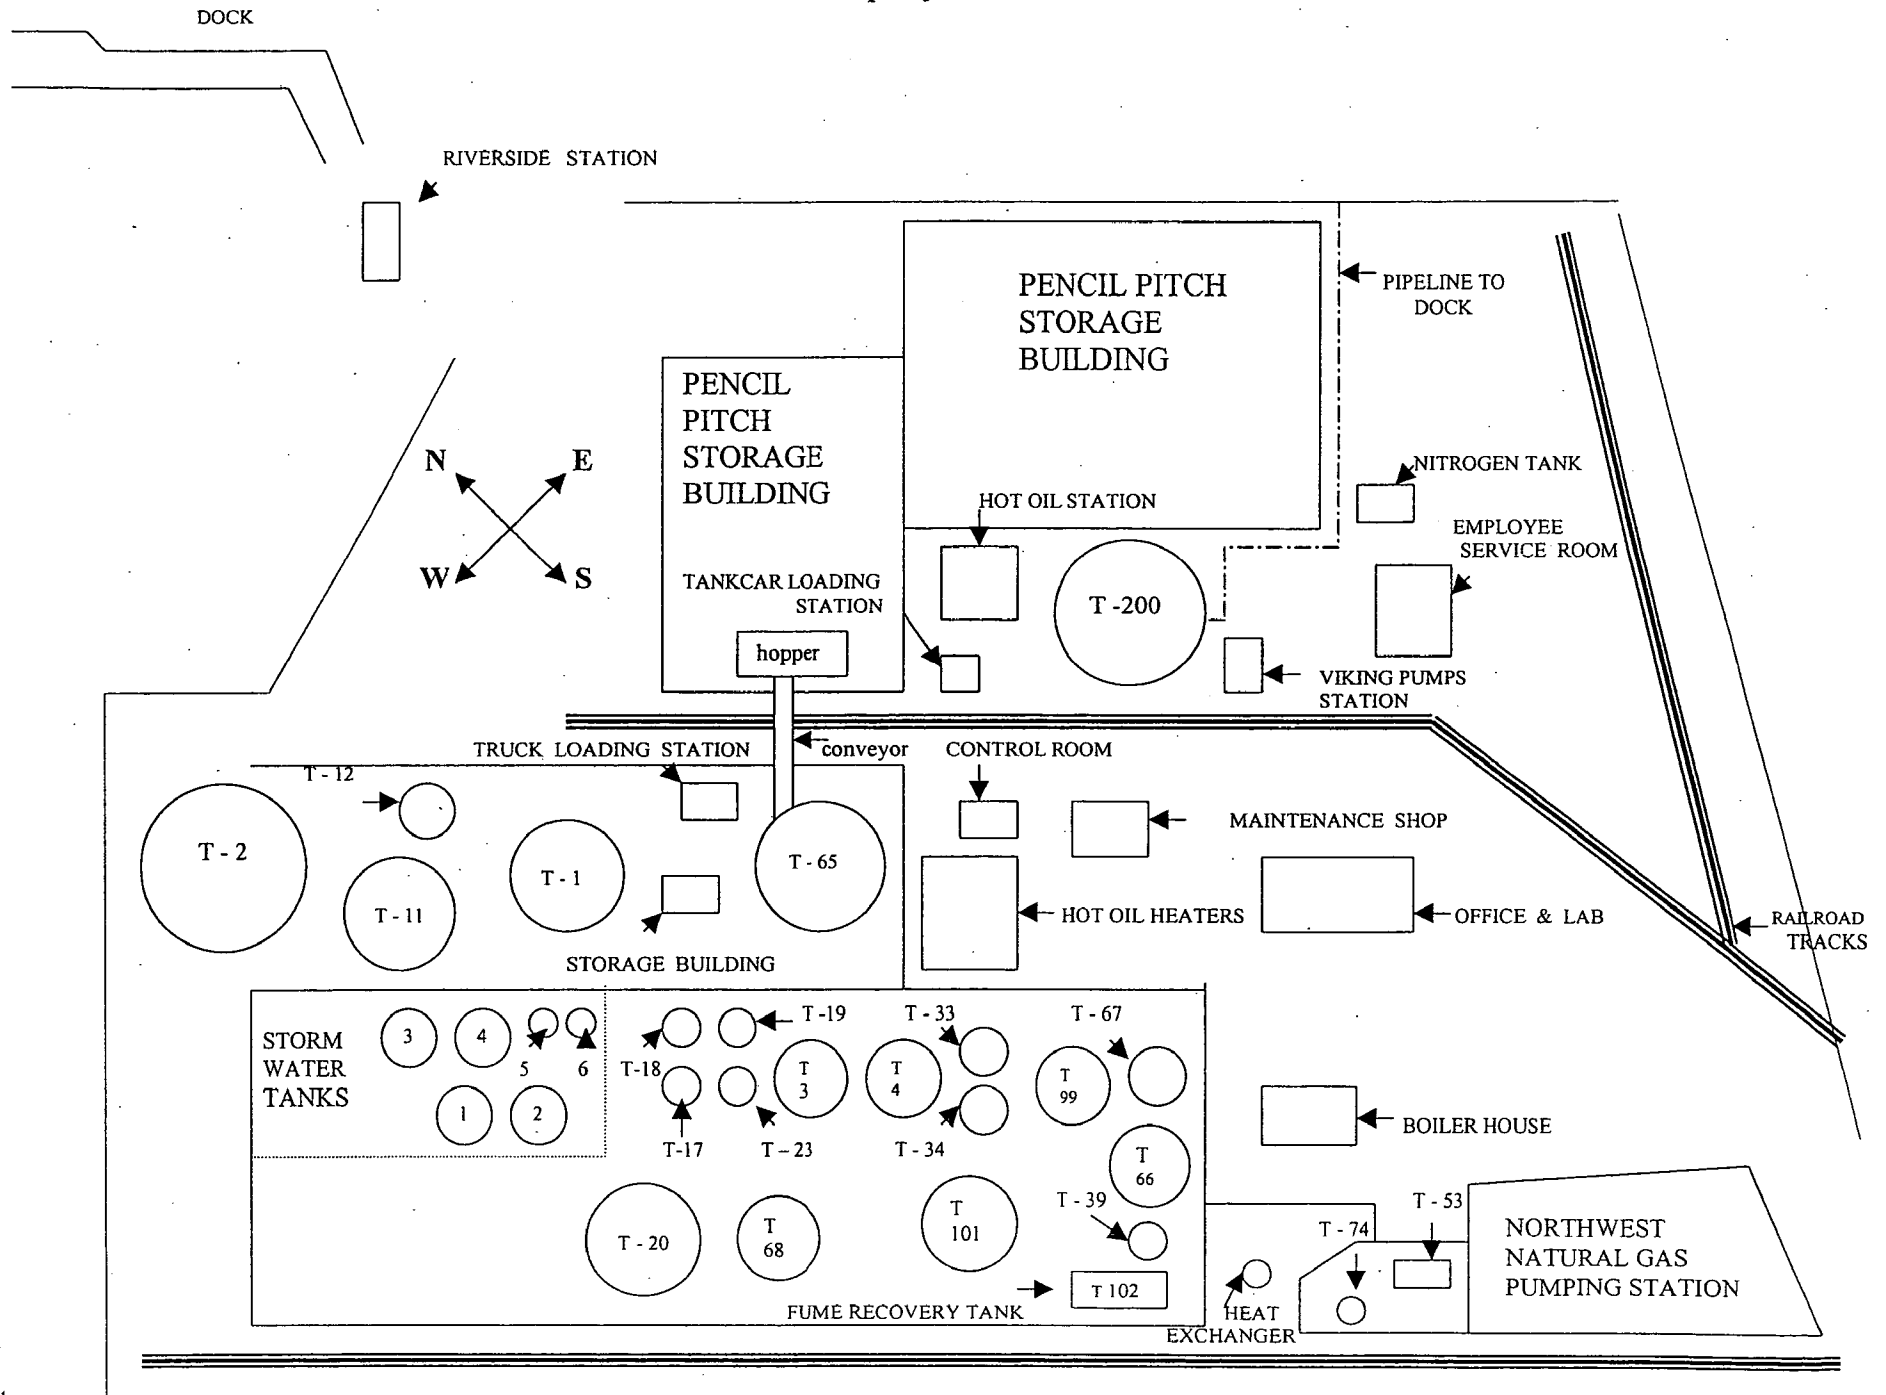 DOCK
RIVERSIDE STATION
PENCIL PITCH
STORAGE
BUILDING
PIPELINE TO
DOCK
PENCIL
PITCH
STORAGE
BUILDING
N
E
W
S
NITROGEN TANK
HOT OIL STATION
EMPLOYEE
SERVICE ROOM
TANKCAR LOADING
STATION
T -200
hopper
VIKING PUMPS
STATION
TRUCK LOADING STATION
conveyor
CONTROL ROOM
T - 12
MAINTENANCE SHOP
T - 2
T - 65
T - 1
T - 11
HOT OIL HEATERS
OFFICE & LAB
RAILROAD
TRACKS
STORAGE BUILDING
STORM
WATER
TANKS
3
4
5
6
1
2
T -19
T - 33
T - 67
T-18
T
3
T
4
T
99
T-17
T – 23
T - 34
BOILER HOUSE
T
66
T - 39
T - 20
T
68
T
101
T - 53
T - 74
NORTHWEST
NATURAL GAS
PUMPING STATION
T 102
FUME RECOVERY TANK
HEAT
EXCHANGER